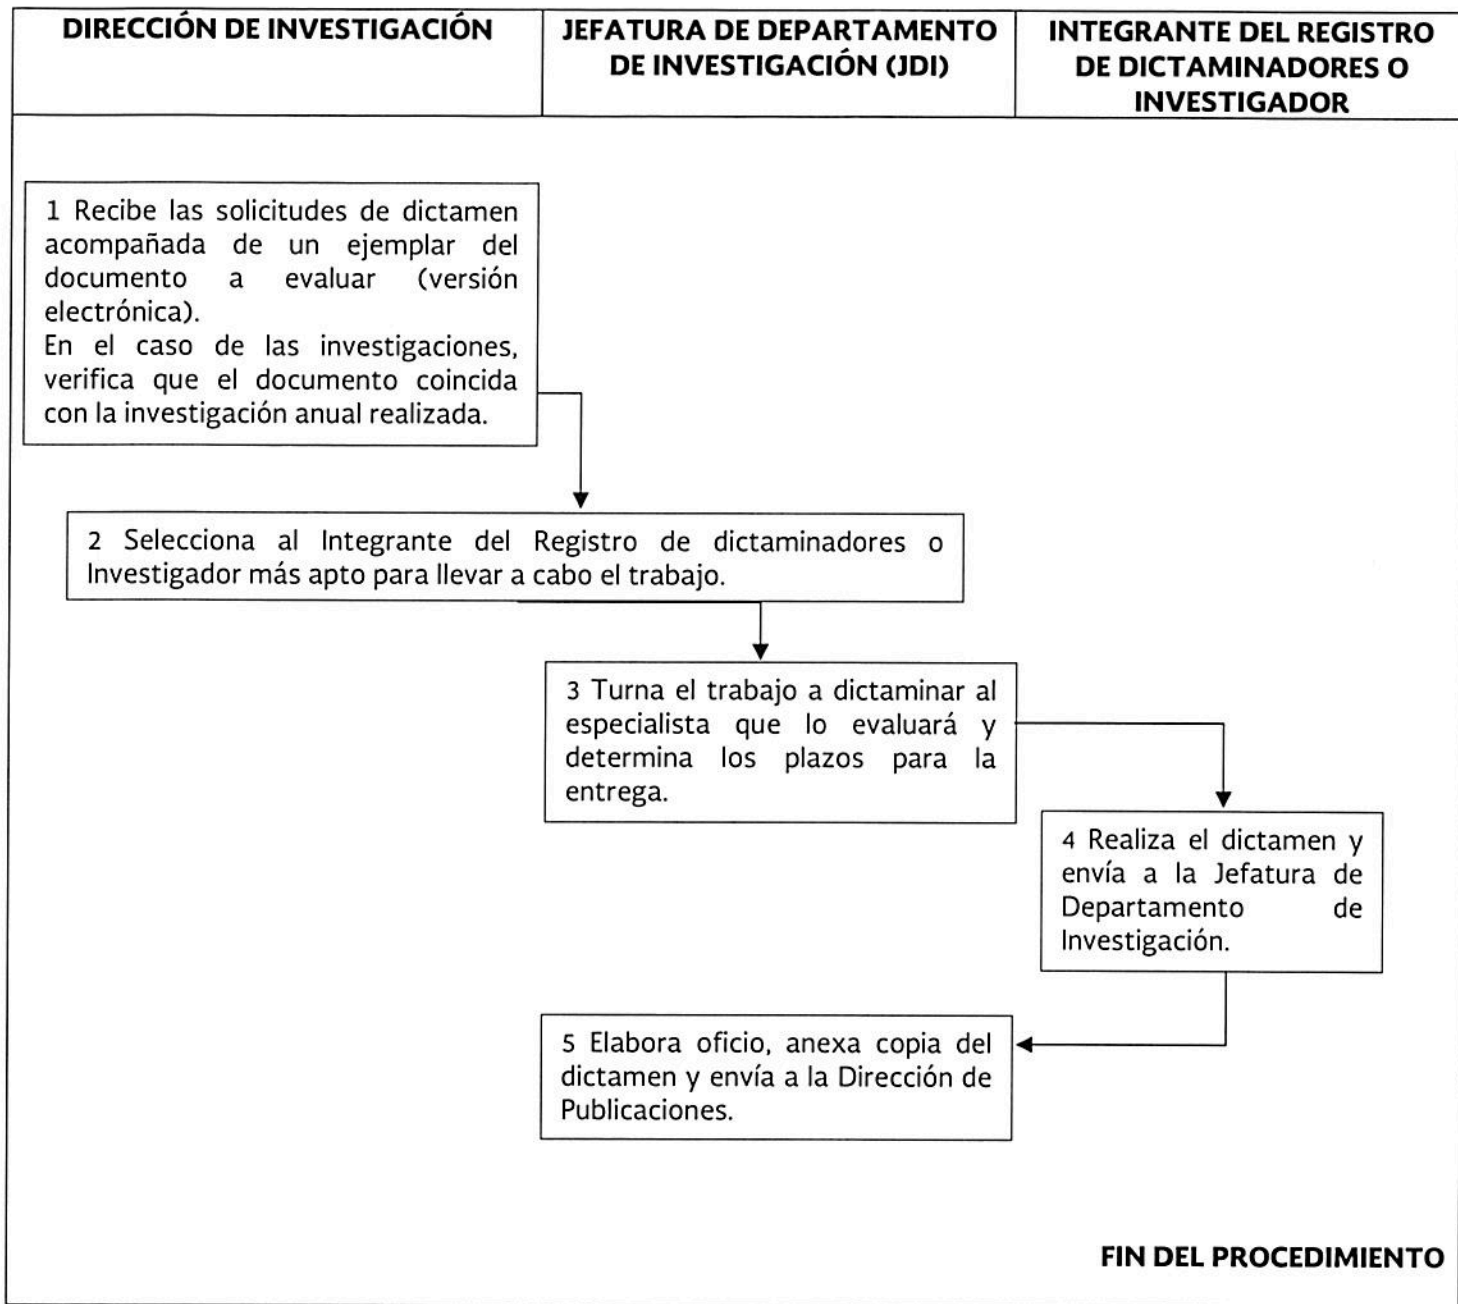 DIRECCIÓN DE INVESTIGACIÓN
JEFATURA DE DEPARTAMENTO
DE INVESTIGACIÓN (JDI)
INTEGRANTE DEL REGISTRO
DE DICTAMINADORES O
INVESTIGADOR
1 Recibe las solicitudes de dictamen
acompañada de un ejemplar del
documento a evaluar (versión
electrónica).
En el caso de las investigaciones,
verifica que el documento coincida
con la investigación anual realizada.
2 Selecciona al Integrante del Registro de dictaminadores o
Investigador más apto para llevar a cabo el trabajo.
3 Turna el trabajo a dictaminar al
especialista que lo evaluará y
determina los plazos para la
entrega.
4 Realiza el dictamen y
envía a la Jefatura de
Departamento de
Investigación.
5 Elabora oficio, anexa copia del
dictamen y envía a la Dirección de
Publicaciones.
FIN DEL PROCEDIMIENTO